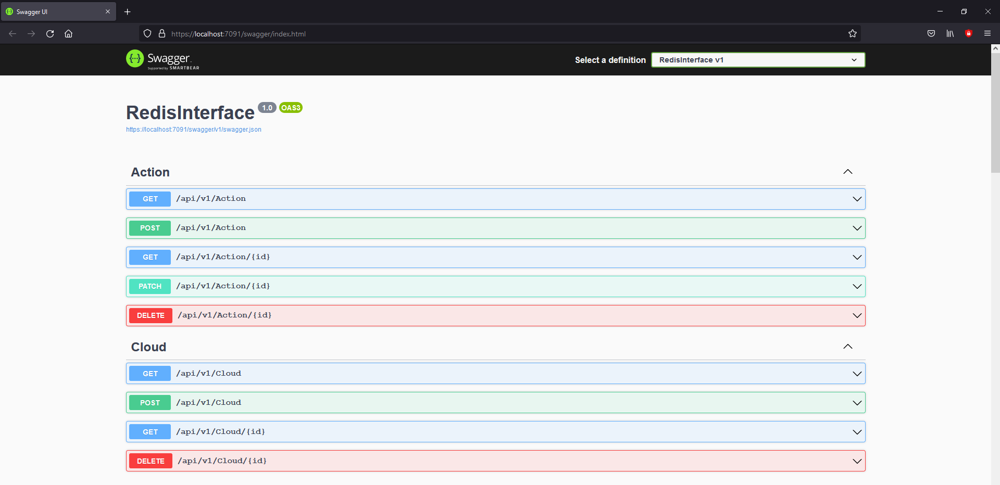 Swagger UI
https://localhost:7091/swagger/index.html
Swagger
Supported by SMARTBEAR
Select a definition
RedisInterface v1
RedisInterface 1.0 OAS3
https://localhost:7091/swagger/v1/swagger.json
Action
GET /api/v1/Action
POST /api/v1/Action
GET /api/v1/Action/{id}
PATCH /api/v1/Action/{id}
DELETE /api/v1/Action/{id}
Cloud
GET /api/v1/Cloud
POST /api/v1/Cloud
GET /api/v1/Cloud/{id}
DELETE /api/v1/Cloud/{id}